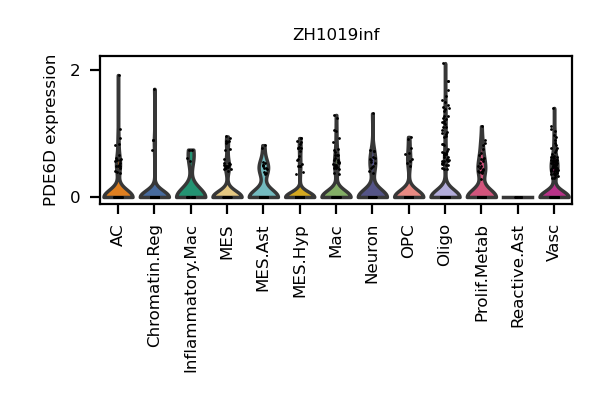 ZH1019inf
PDE6D expression
2
0
AC
Chromatin.Reg
Inflammatory.Mac
MES
MES.Ast
MES.Hyp
Mac
Neuron
OPC
Oligo
Prolif.Metab
Reactive.Ast
Vasc